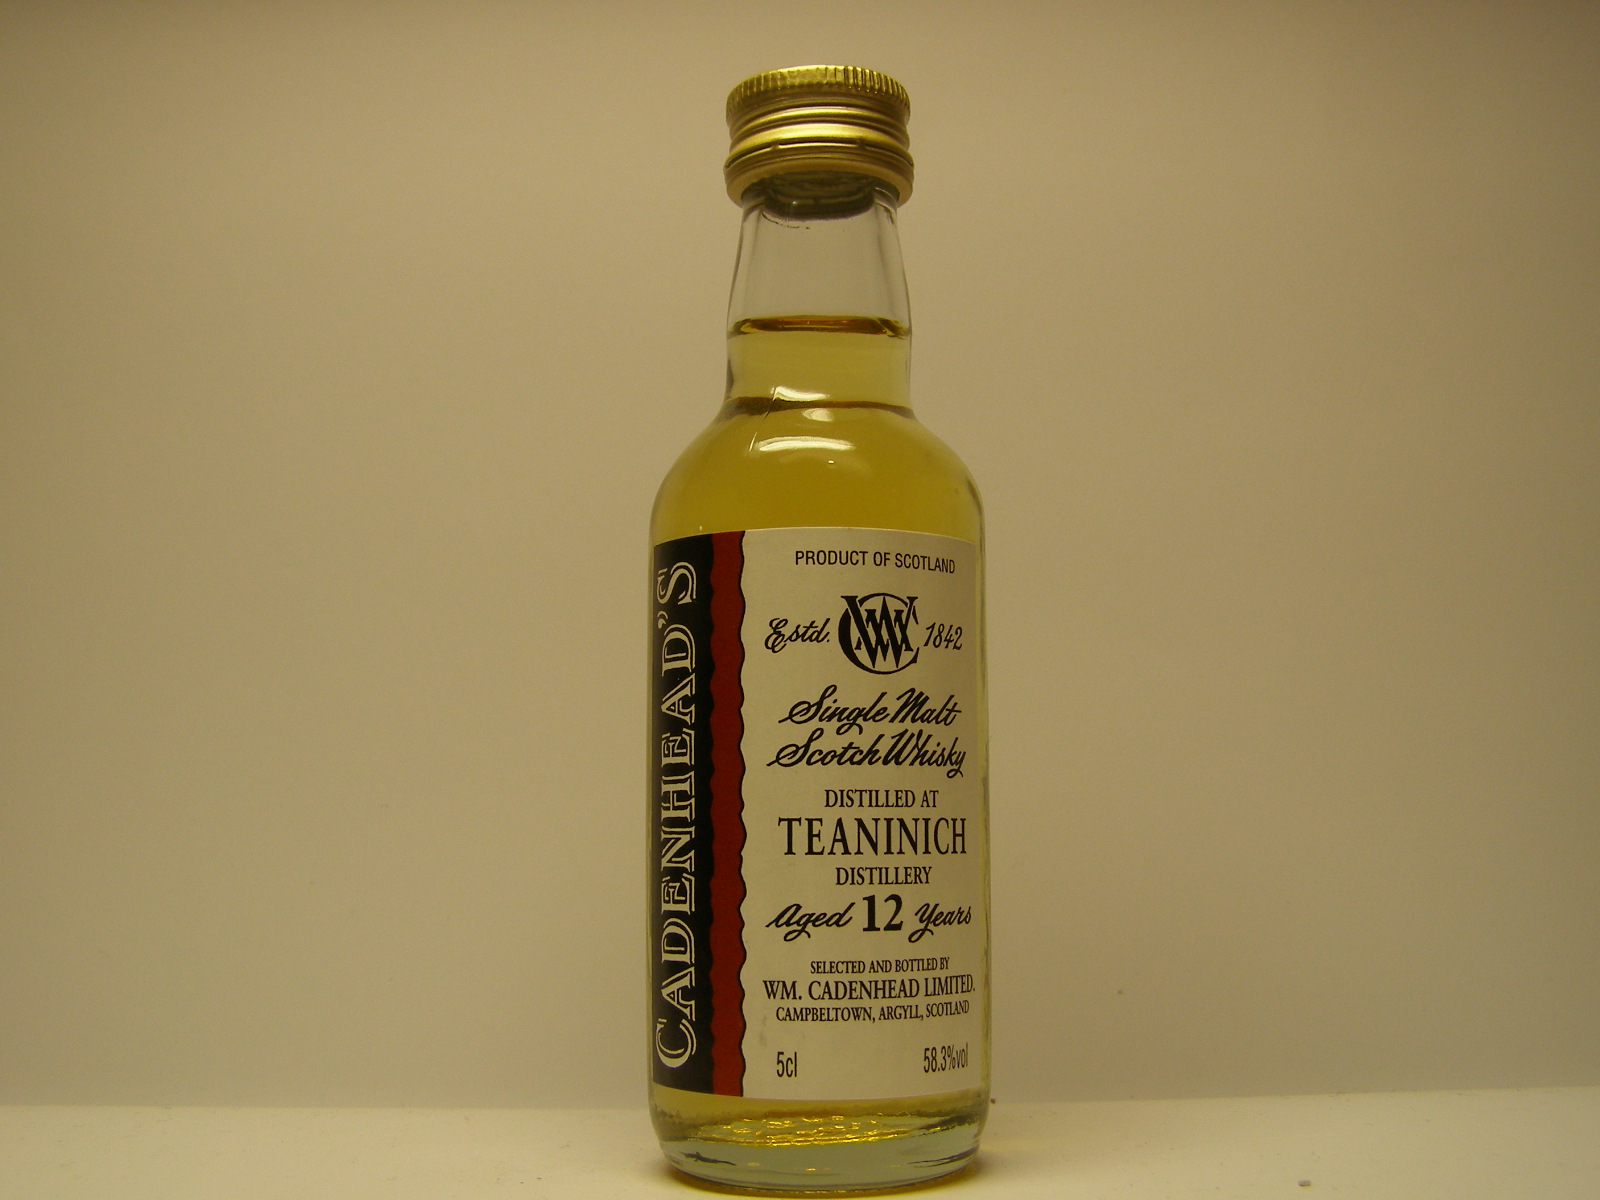 CADENHEAD'S
PRODUCT OF SCOTLAND
Estd. WC 1842
Single Malt
Scotch Whisky
DISTILLED AT
TEANINICH
DISTILLERY
Aged 12 Years
SELECTED AND BOTTLED BY
WM. CADENHEAD LIMITED.
CAMPBELTOWN, ARGYLL, SCOTLAND
5cl 58.3%vol